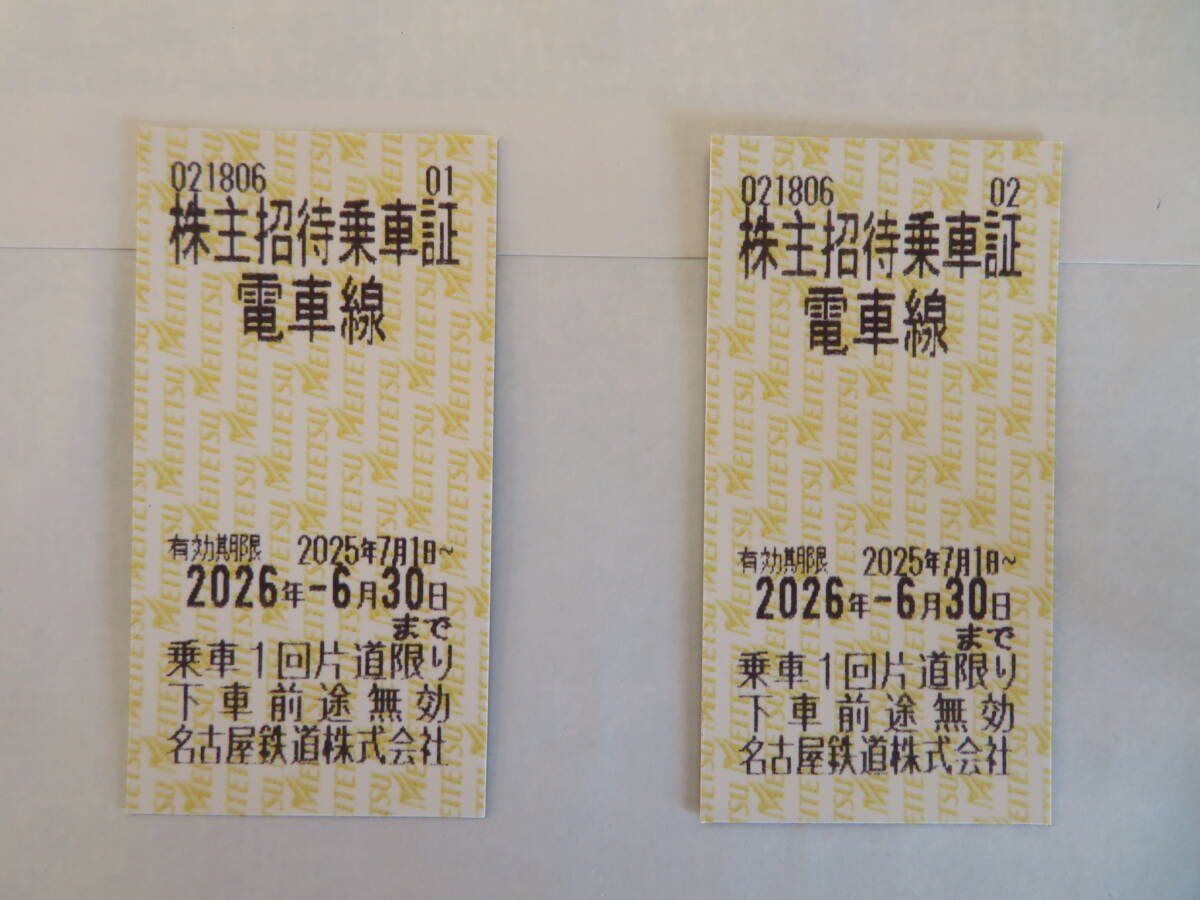 021806 01
株主招待乗車証
電車線
有効期限 2025年7月1日~
2026年-6月30日
まで
乗車1回片道限り
下車前途無効
名古屋鉄道株式会社
021806 02
株主招待乗車証
電車線
有効期限 2025年7月1日~
2026年-6月30日
まで
乗車1回片道限り
下車前途無効
名古屋鉄道株式会社
MEITETSU